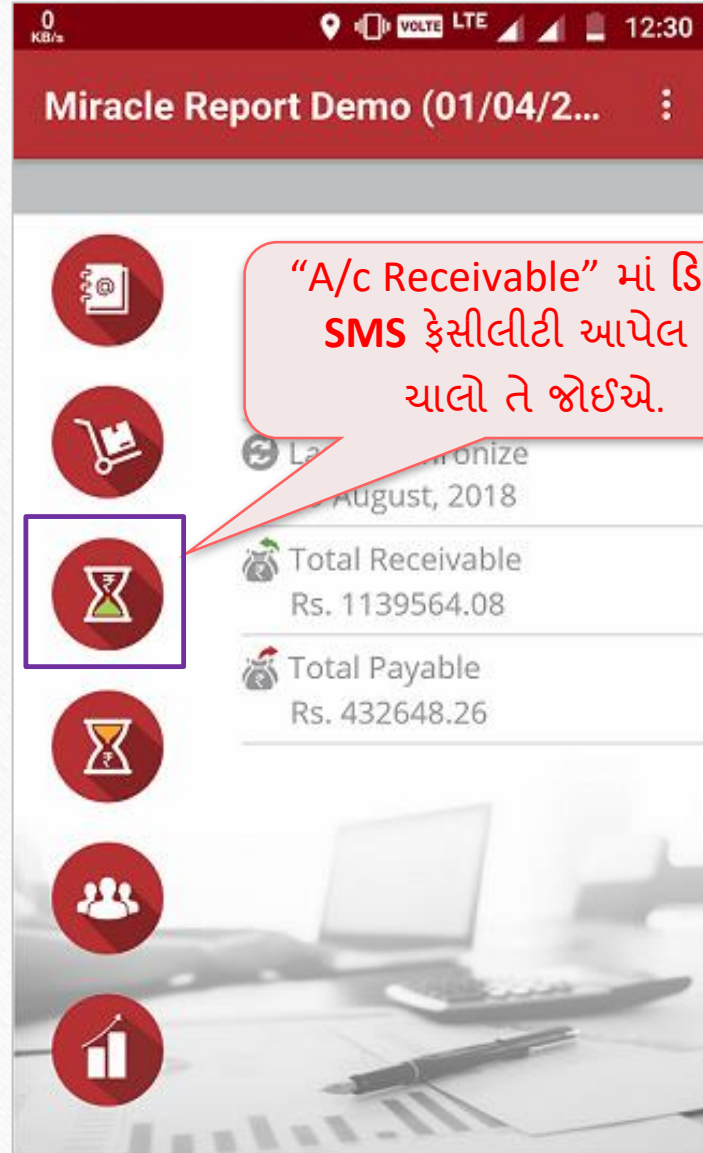 0
KB/s
VOLTE LTE 12:30
Miracle Report Demo (01/04/2...
“A/c Receivable” માં
SMS ફેસીલીટી આપેલ
ચાલો તે જોઈએ.
August, 2018
Total Receivable
Rs. 1139564.08
Total Payable
Rs. 432648.26